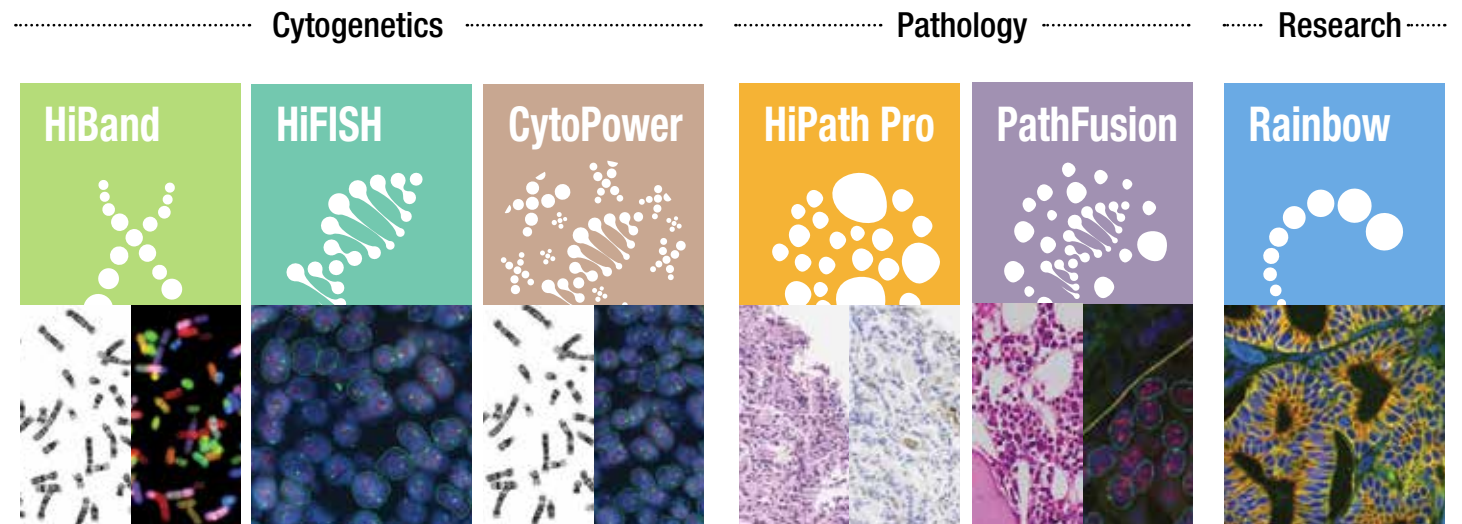 Cytogenetics
Pathology
Research
HiBand
HiFISH
CytoPower
HiPath Pro
PathFusion
Rainbow